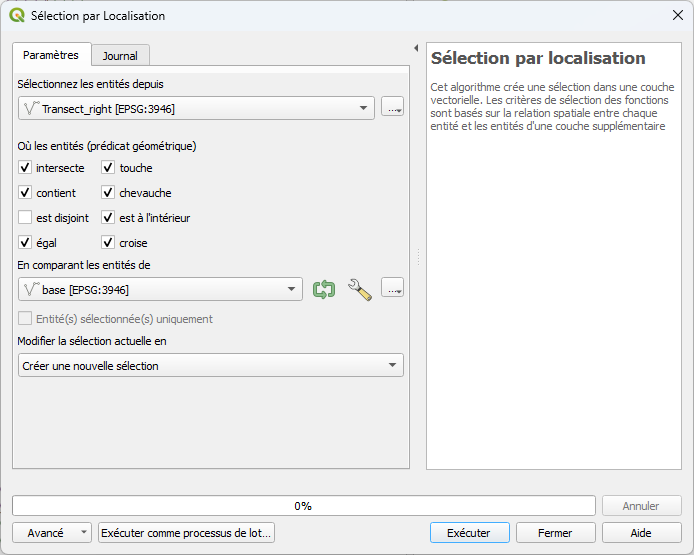 Sélection par Localisation
Paramètres
Journal
Sélectionnez les entités depuis
Transect_right [EPSG:3946]
...
Où les entités (prédicat géométrique)
intersecte
touche
contient
chevauche
est disjoint
est à l'intérieur
égal
croise
En comparant les entités de
base [EPSG:3946]
...
Entité(s) sélectionnée(s) uniquement
Modifier la sélection actuelle en
Créer une nouvelle sélection
Sélection par localisation
Cet algorithme crée une sélection dans une couche
vectorielle. Les critères de sélection des fonctions
sont basés sur la relation spatiale entre chaque
entité et les entités d'une couche supplémentaire
0%
Annuler
Avancé
Exécuter comme processus de lot...
Exécuter
Fermer
Aide